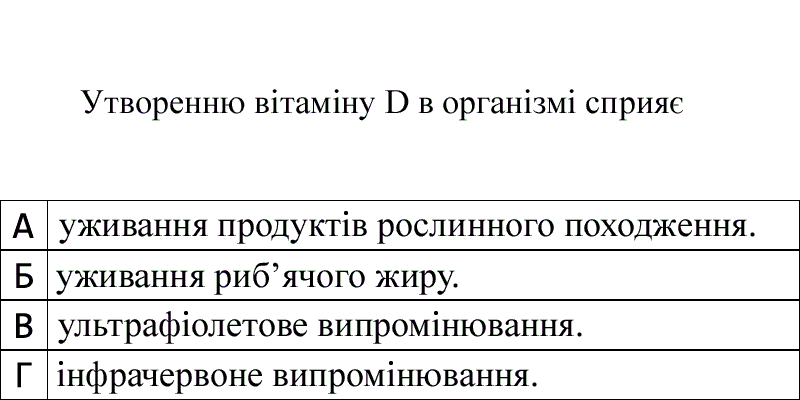 Утворенню вітаміну D в організмі сприяє
А уживання продуктів рослинного походження.
Б уживання риб’ячого жиру.
В ультрафіолетове випромінювання.
Г інфрачервоне випромінювання.